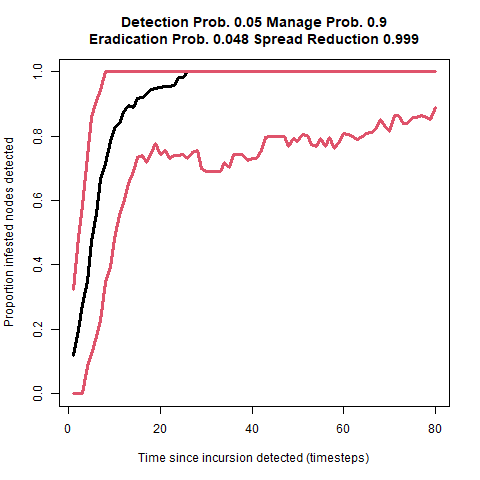 Detection Prob. 0.05 Manage Prob. 0.9
Eradication Prob. 0.048 Spread Reduction 0.999
Proportion infested nodes detected
1.0
0.8
0.6
0.4
0.2
0.0
0
20
40
60
80
Time since incursion detected (timesteps)